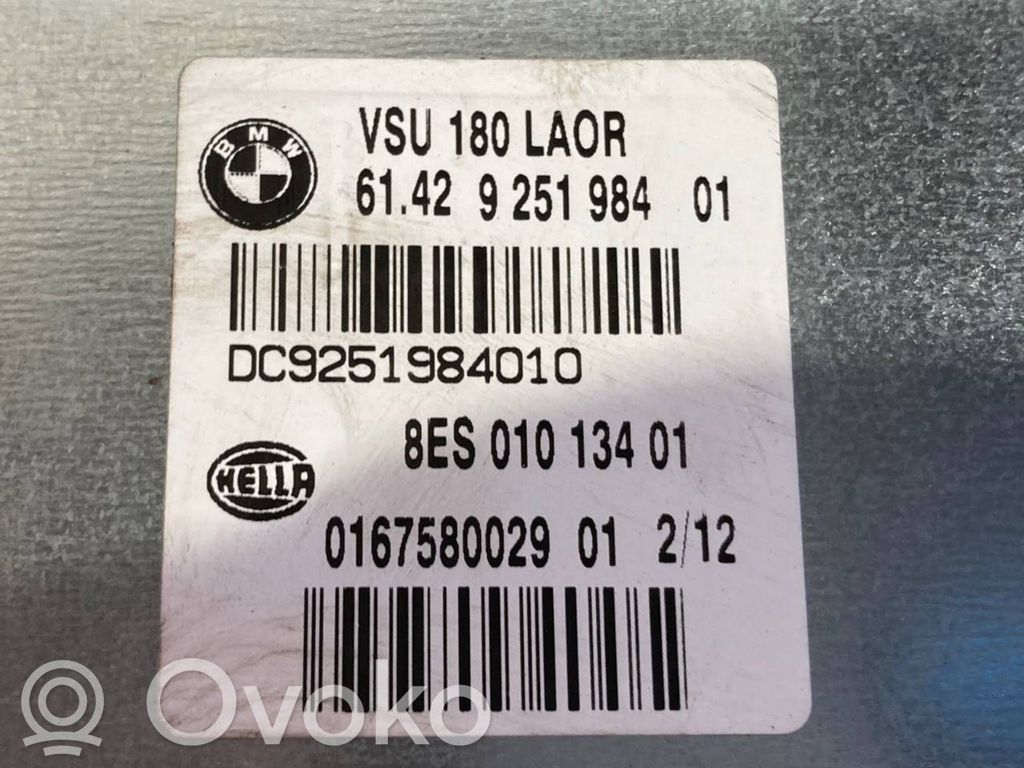 BMW
VSU 180 LAOR
61.42 9 251 984 01
DC9251984010
8ES 010 134 01
HELLA
0167580029 01 2/12
Ovoko